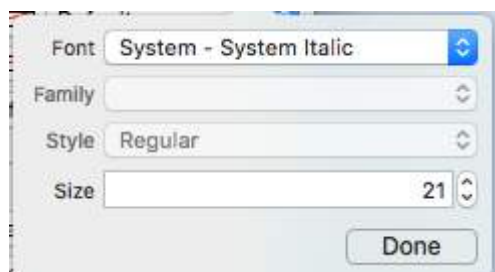 Font System - System Italic
Family
Style Regular
Size 21
Done